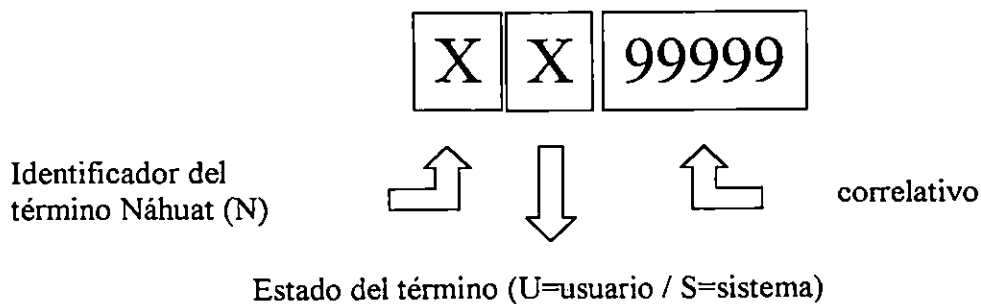 X X 99999
Identificador del
término Náhuat (N)
correlativo
Estado del término (U=usuario / S=sistema)